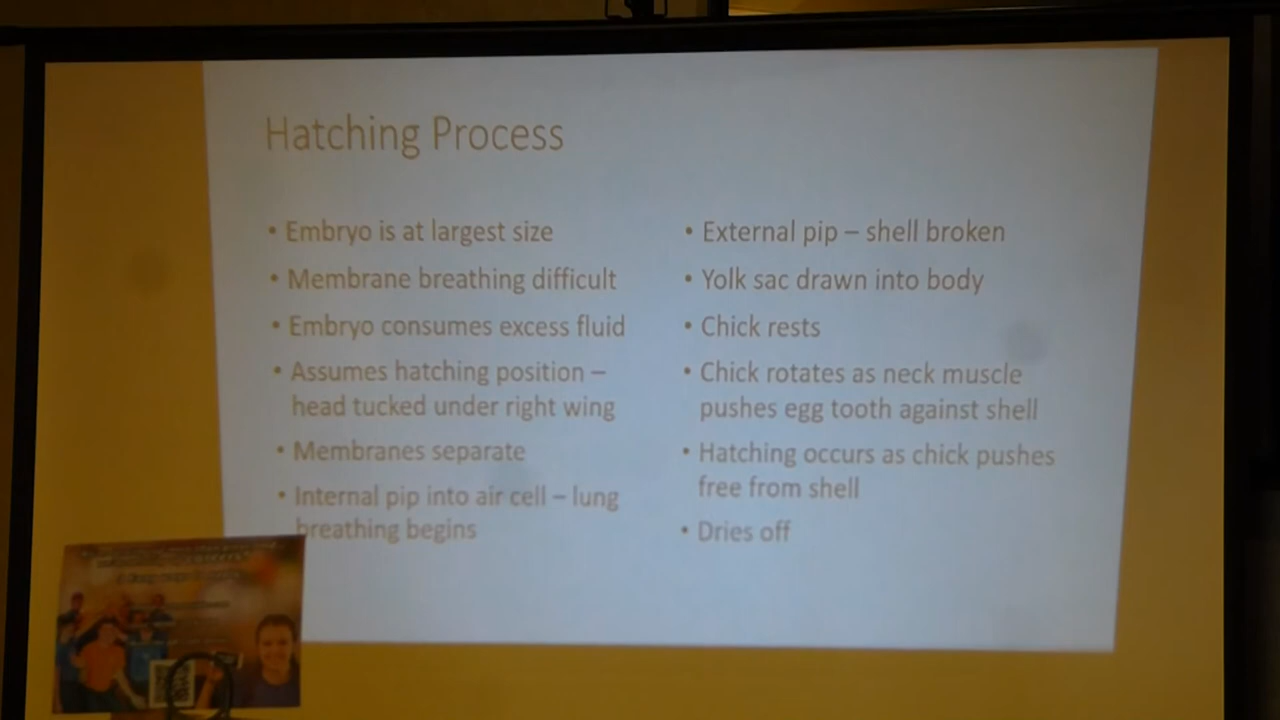 Hatching Process
• Embryo is at largest size
• Membrane breathing difficult
• Embryo consumes excess fluid
• Assumes hatching position –
head tucked under right wing
• Membranes separate
• Internal pip into air cell – lung
breathing begins
• External pip – shell broken
• Yolk sac drawn into body
• Chick rests
• Chick rotates as neck muscle
pushes egg tooth against shell
• Hatching occurs as chick pushes
free from shell
• Dries off